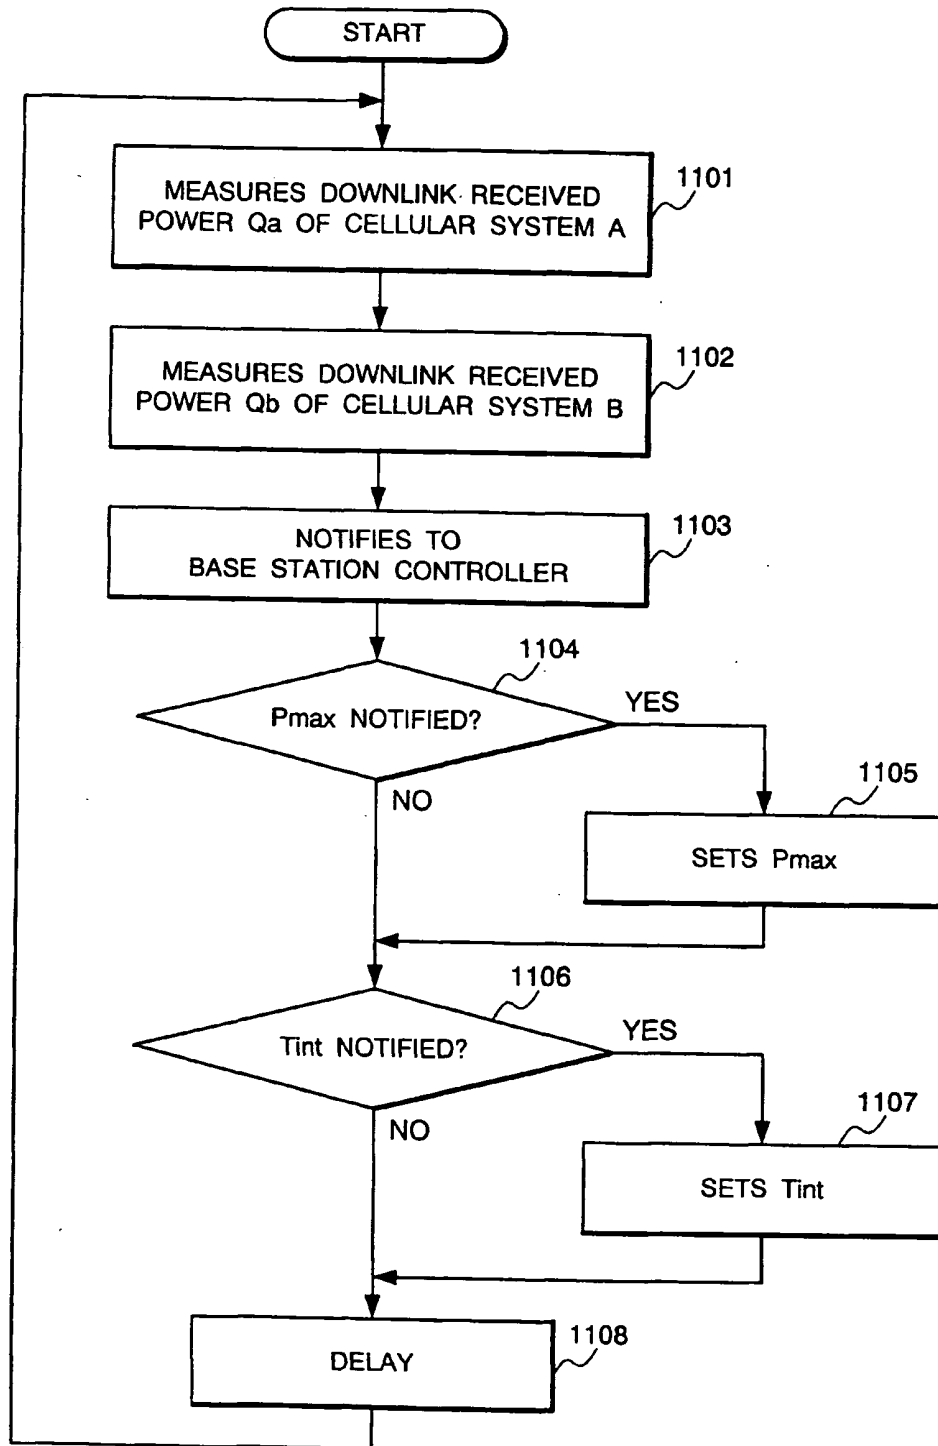 START
MEASURES DOWNLINK RECEIVED
POWER Qa OF CELLULAR SYSTEM A
1101
MEASURES DOWNLINK RECEIVED
POWER Qb OF CELLULAR SYSTEM B
1102
NOTIFIES TO
BASE STATION CONTROLLER
1103
1104
Pmax NOTIFIED?
YES
NO
1105
SETS Pmax
1106
Tint NOTIFIED?
YES
NO
1107
SETS Tint
DELAY
1108